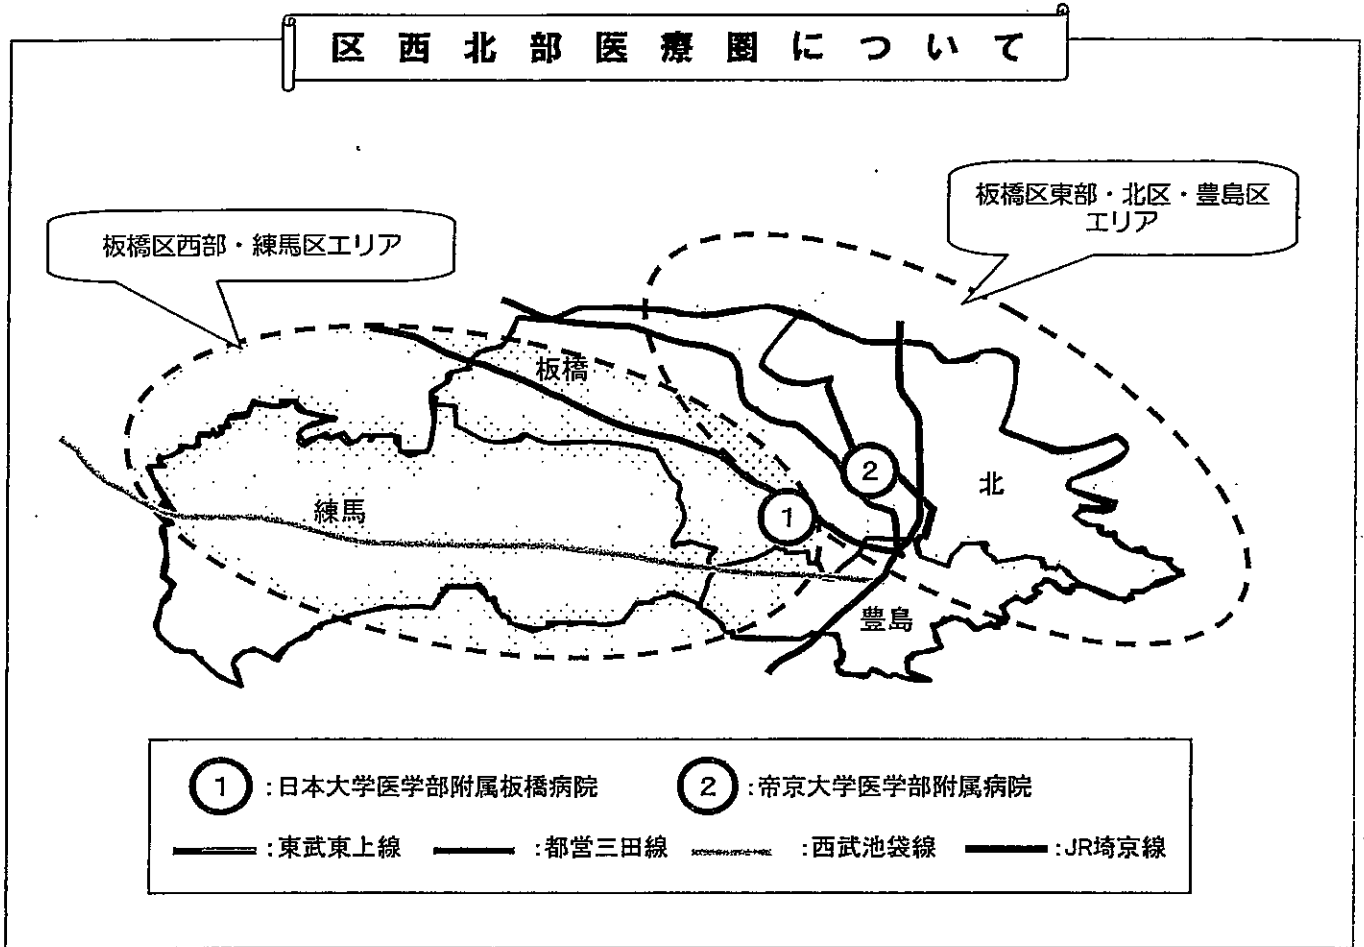 区西北部医療圏について
板橋区東部・北区・豊島区
エリア
板橋区西部・練馬区エリア
板橋
2
北
練馬
1
豊島
1 :日本大学医学部附属板橋病院 2 :帝京大学医学部附属病院
:東武東上線 :都営三田線 :西武池袋線 :JR埼京線